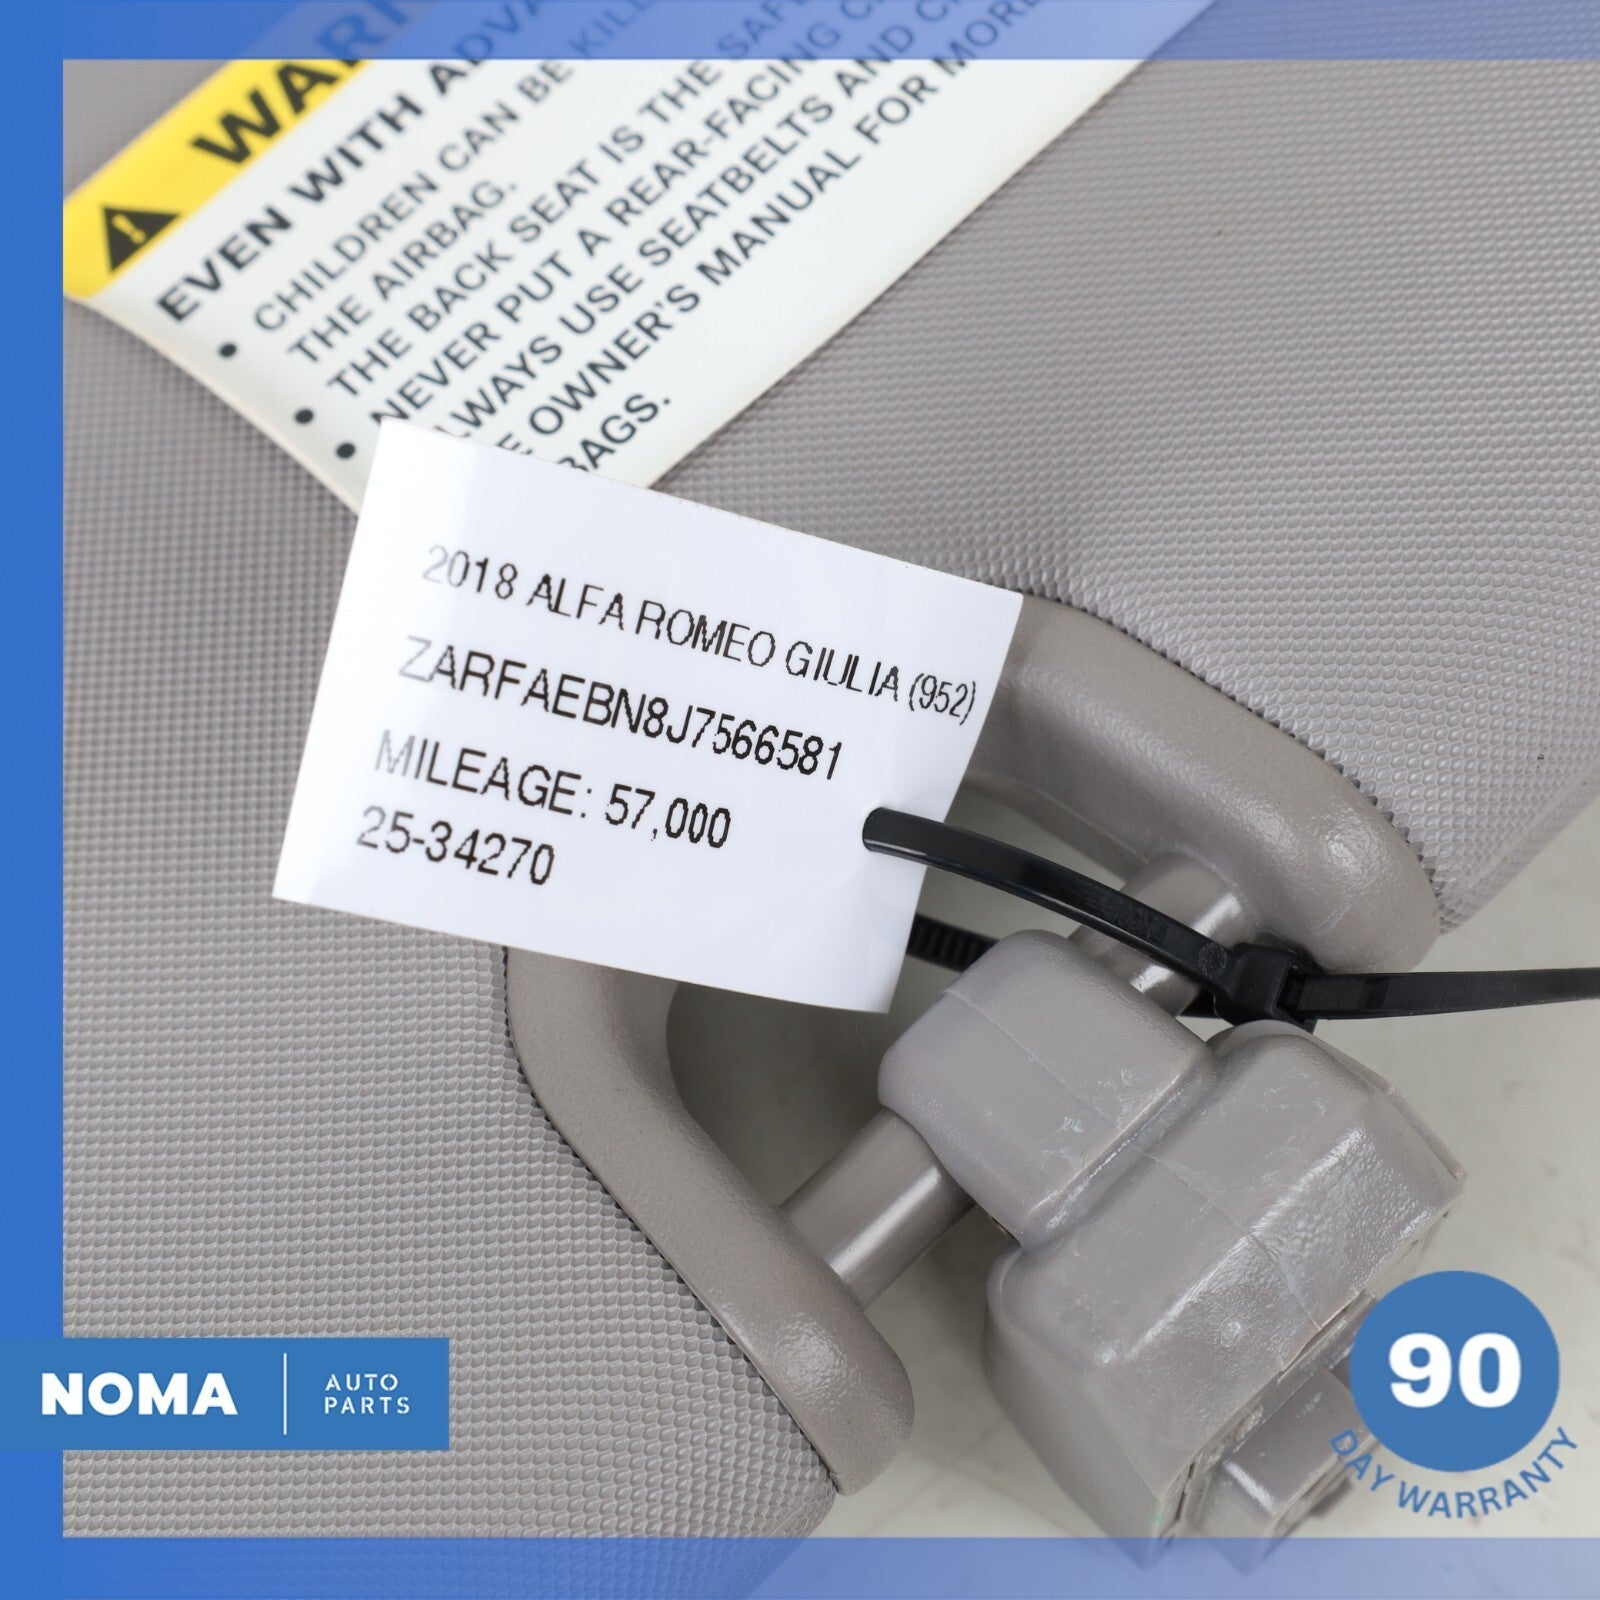 EVEN WITH
CHILDREN CAN BE
THE AIRBAG.
THE BACK SEAT IS THE
NEVER PUT A REAR-FACING
USE SEATBELTS AND
OWNER'S MANUAL FOR MORE
2018 ALFA ROMEO GIULIA (952)
ZARFAEBN8J7566581
MILEAGE: 57,000
25-34270
NOMA
AUTO
PARTS
90
DAY WARRANTY